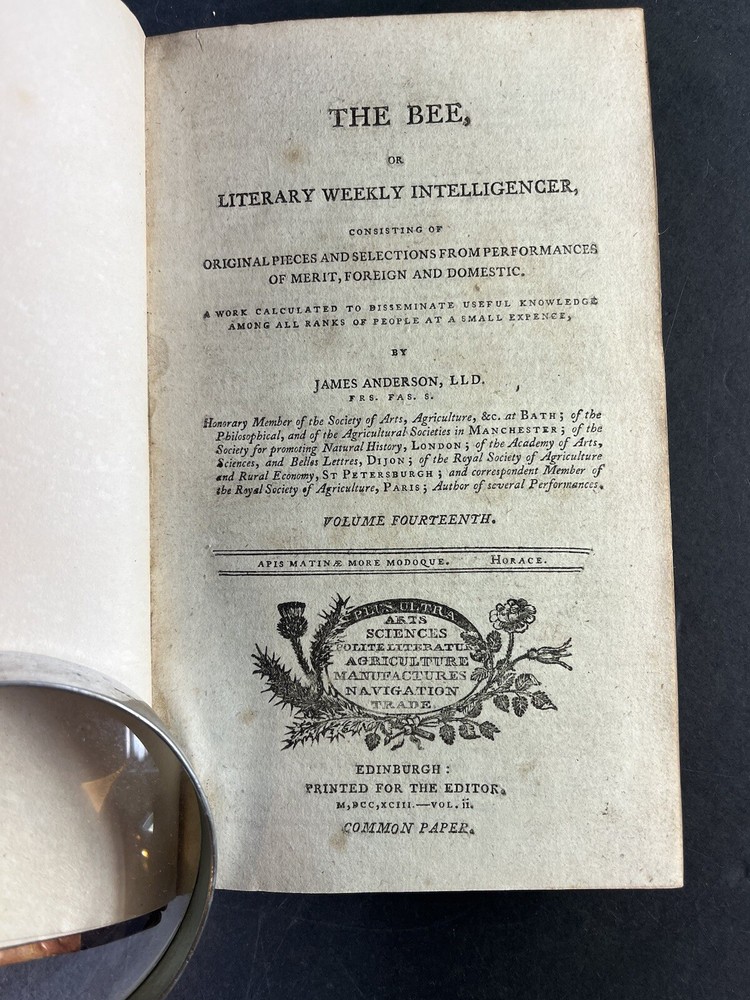 THE BEE,
OR
LITERARY WEEKLY INTELLIGENCER,
CONSISTING OF
ORIGINAL PIECES AND SELECTIONS FROM PERFORMANCES
OF MERIT, FOREIGN AND DOMESTIC.
A WORK CALCULATED TO DISSEMINATE USEFUL KNOWLEDGE
AMONG ALL RANKS OF PEOPLE AT A SMALL EXPENCE,
BY
JAMES ANDERSON, LLD.
FRS. FAS. S.
Honorary Member of the Society of Arts, Agriculture, &c. at BATH; of the
Philosophical, and of the Agricultural Societies in MANCHESTER; of the
Society for promoting Natural History, LONDON; of the Academy of Arts,
Sciences, and Belles Lettres, DIJON; of the Royal Society of Agriculture
and Rural Economy, ST PETERSBURGH; and correspondent Member of
the Royal Society of Agriculture, PARIS; Author of several Performances.
VOLUME FOURTEENTH.
APIS MATINÆ MORE MODOQUE. HORACE.
PLUS ULTRA
ARTS
SCIENCES
POLITE LITERATUR
AGRICULTURE
MANUFACTURES
NAVIGATION
TRADE.
EDINBURGH:
PRINTED FOR THE EDITOR.
M,DCC,XCIII.—VOL. ii.
COMMON PAPER.